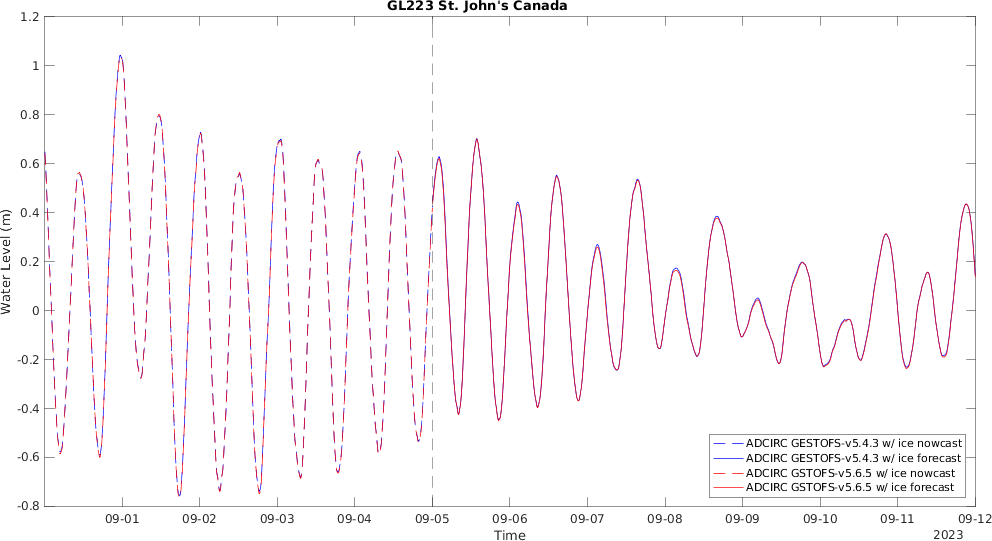 GL223 St. John's Canada
1.2
1
0.8
0.6
0.4
0.2
0
-0.2
-0.4
-0.6
-0.8
Water Level (m)
ADCIRC GESTOFS-v5.4.3 w/ ice nowcast
ADCIRC GESTOFS-v5.4.3 w/ ice forecast
ADCIRC GSTOFS-v5.6.5 w/ ice nowcast
ADCIRC GSTOFS-v5.6.5 w/ ice forecast
09-01 09-02 09-03 09-04 09-05 09-06 09-07 09-08 09-09 09-10 09-11 09-12
Time
2023